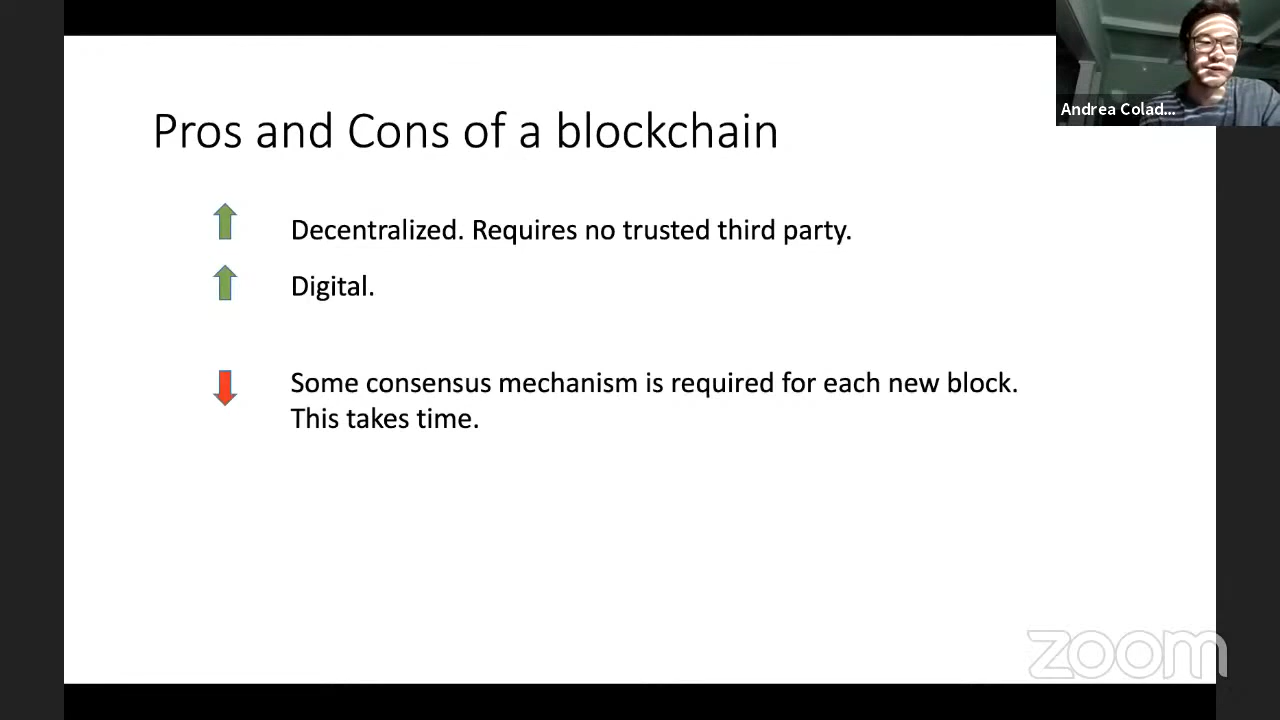 Andrea Colad...
Pros and Cons of a blockchain
Decentralized. Requires no trusted third party.
Digital.
Some consensus mechanism is required for each new block.
This takes time.
zoom